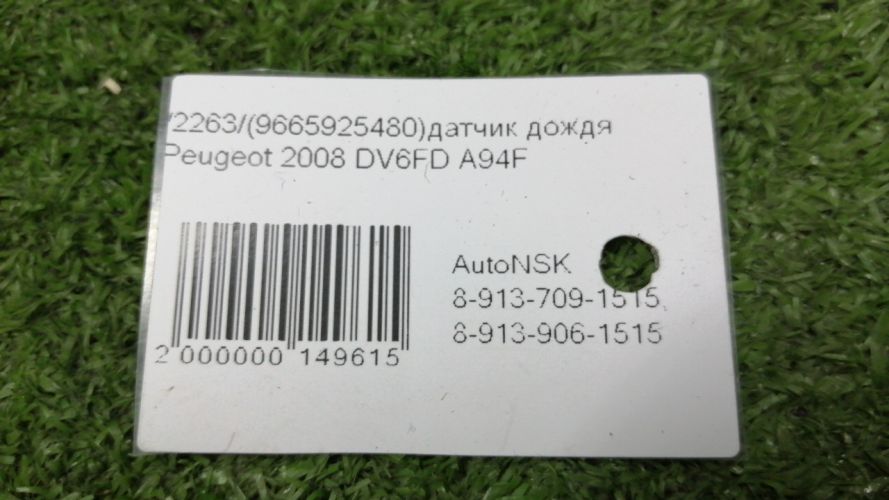 /2263/(9665925480)датчик дождя
Peugeot 2008 DV6FD A94F
AutoNSK
8-913-709-1515
8-913-906-1515
2 000000 149615